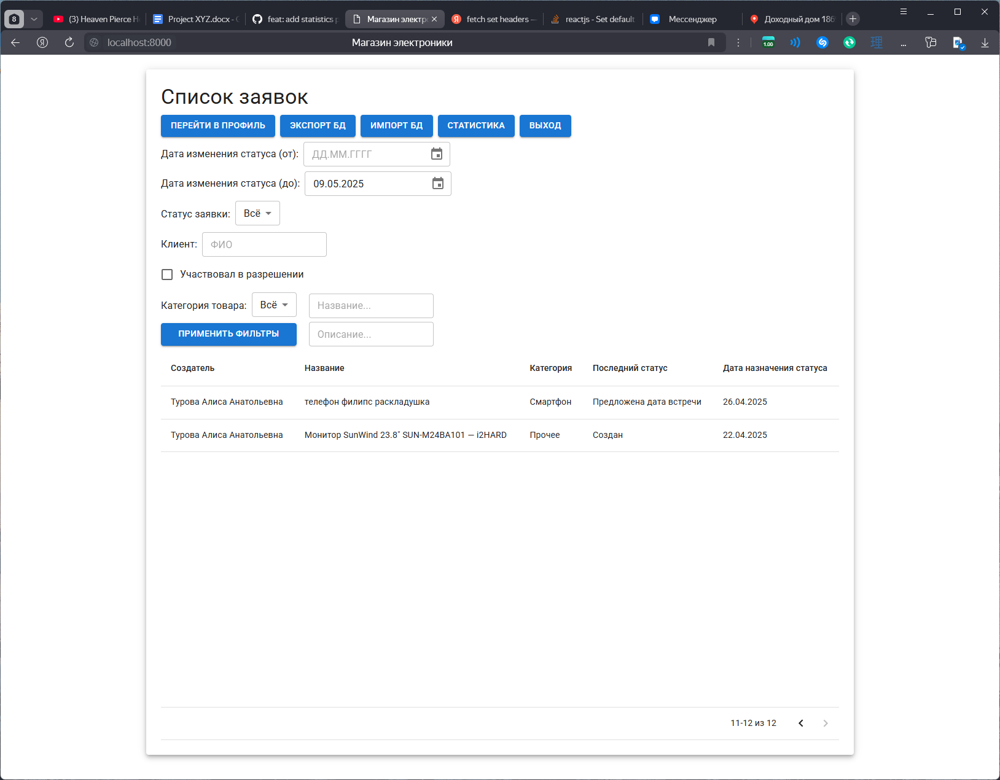 8
(3) Heaven Pierce H
Project XYZ.docx -
feat: add statistics p
Магазин электро
fetch set headers —
reactjs - Set default
Мессенджер
Доходный дом 186
localhost:8000
Магазин электроники
1.00
Список заявок
ПЕРЕЙТИ В ПРОФИЛЬ ЭКСПОРТ БД ИМПОРТ БД СТАТИСТИКА ВЫХОД
Дата изменения статуса (от): ДД.ММ.ГГГГ
Дата изменения статуса (до): 09.05.2025
Статус заявки: Всё
Клиент: ФИО
Участвовал в разрешении
Категория товара: Всё Название...
ПРИМЕНИТЬ ФИЛЬТРЫ Описание...
Создатель Название Категория Последний статус Дата назначения статуса
Турова Алиса Анатольевна телефон филипс раскладушка Смартфон Предложена дата встречи 26.04.2025
Турова Алиса Анатольевна Монитор SunWind 23.8" SUN-M24BA101 — i2HARD Прочее Создан 22.04.2025
11-12 из 12